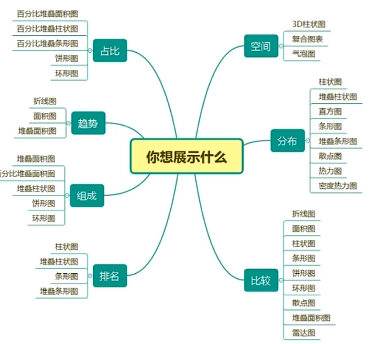 你想展示什么
占比
百分比堆叠面积图
百分比堆叠柱状图
百分比堆叠条形图
饼形图
环形图
趋势
折线图
面积图
堆叠面积图
组成
堆叠面积图
百分比堆叠面积图
堆叠柱状图
饼形图
环形图
排名
柱状图
堆叠柱状图
条形图
堆叠条形图
空间
3D柱状图
复合图表
气泡图
分布
柱状图
堆叠柱状图
直方图
条形图
堆叠条形图
散点图
热力图
密度热力图
比较
折线图
面积图
柱状图
条形图
饼形图
环形图
散点图
堆叠面积图
雷达图